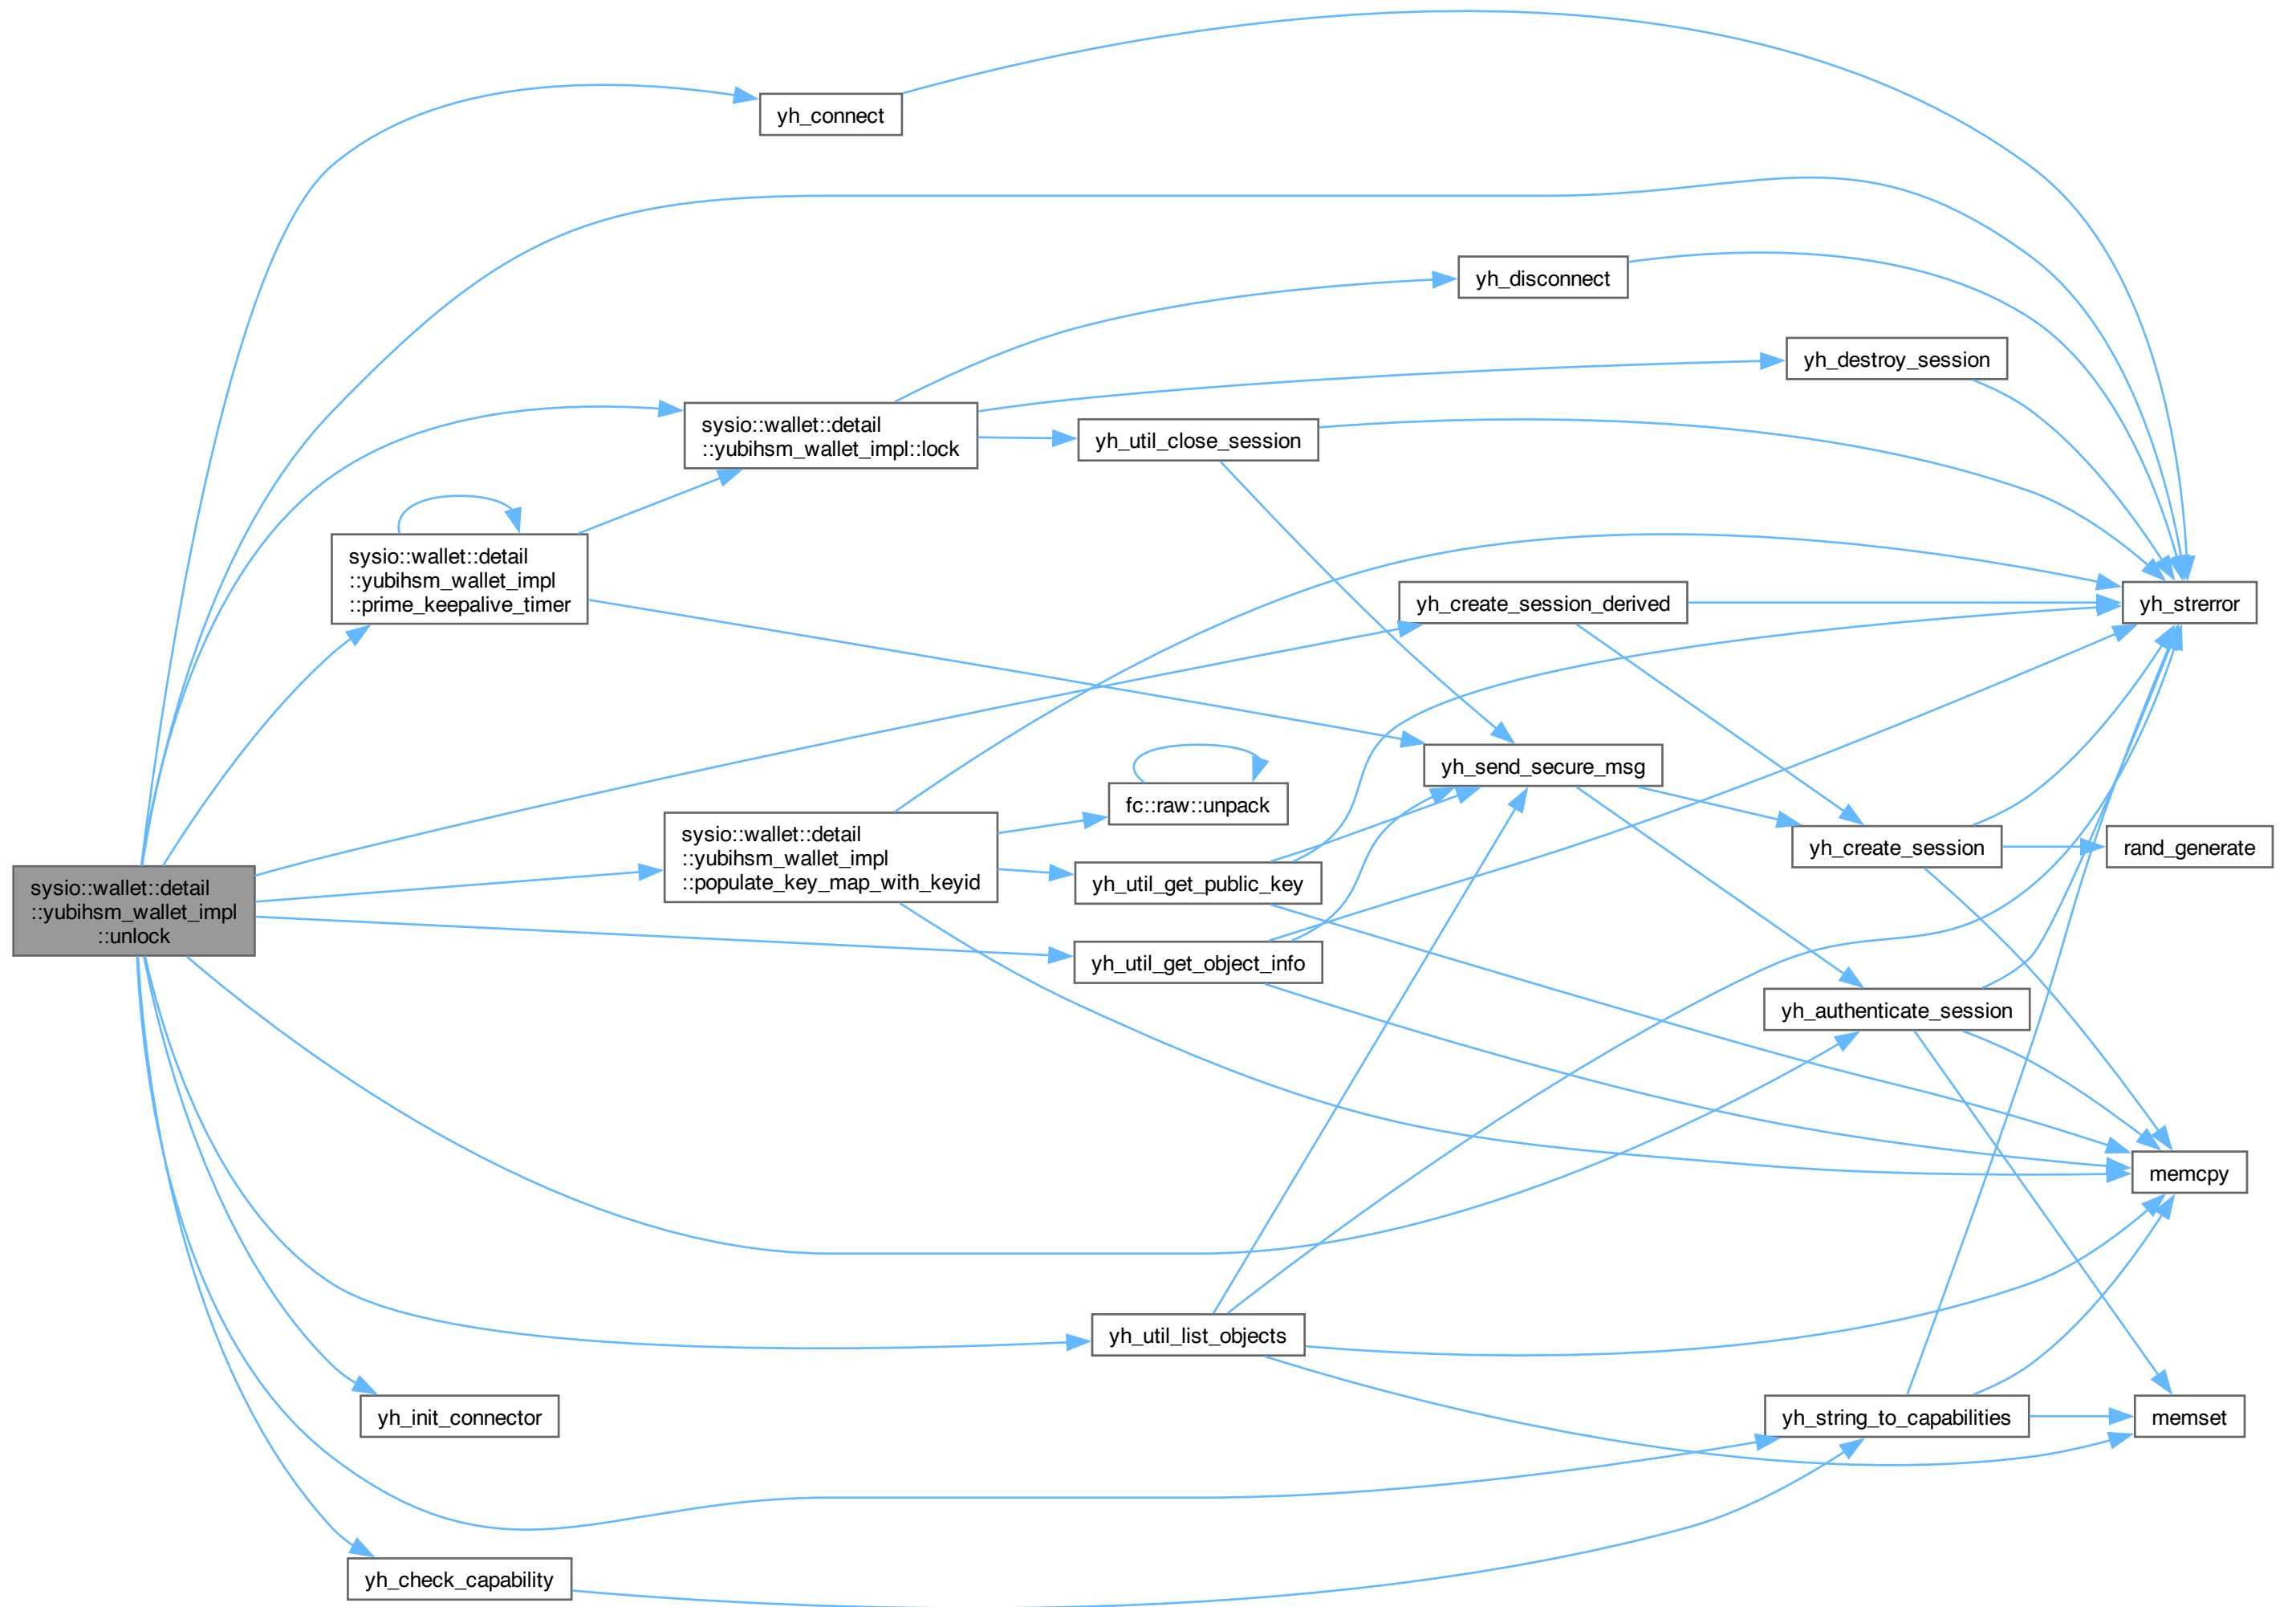 yh_connect
yh_disconnect
yh_destroy_session
sysio::wallet::detail
::yubihsm_wallet_impl::lock
yh_util_close_session
sysio::wallet::detail
::yubihsm_wallet_impl
::prime_keepalive_timer
yh_create_session_derived
yh_strerror
yh_send_secure_msg
fc::raw::unpack
sysio::wallet::detail
::yubihsm_wallet_impl
::populate_key_map_with_keyid
yh_create_session
rand_generate
yh_util_get_public_key
sysio::wallet::detail
::yubihsm_wallet_impl
::unlock
yh_util_get_object_info
yh_authenticate_session
memcpy
yh_util_list_objects
yh_init_connector
yh_string_to_capabilities
memset
yh_check_capability